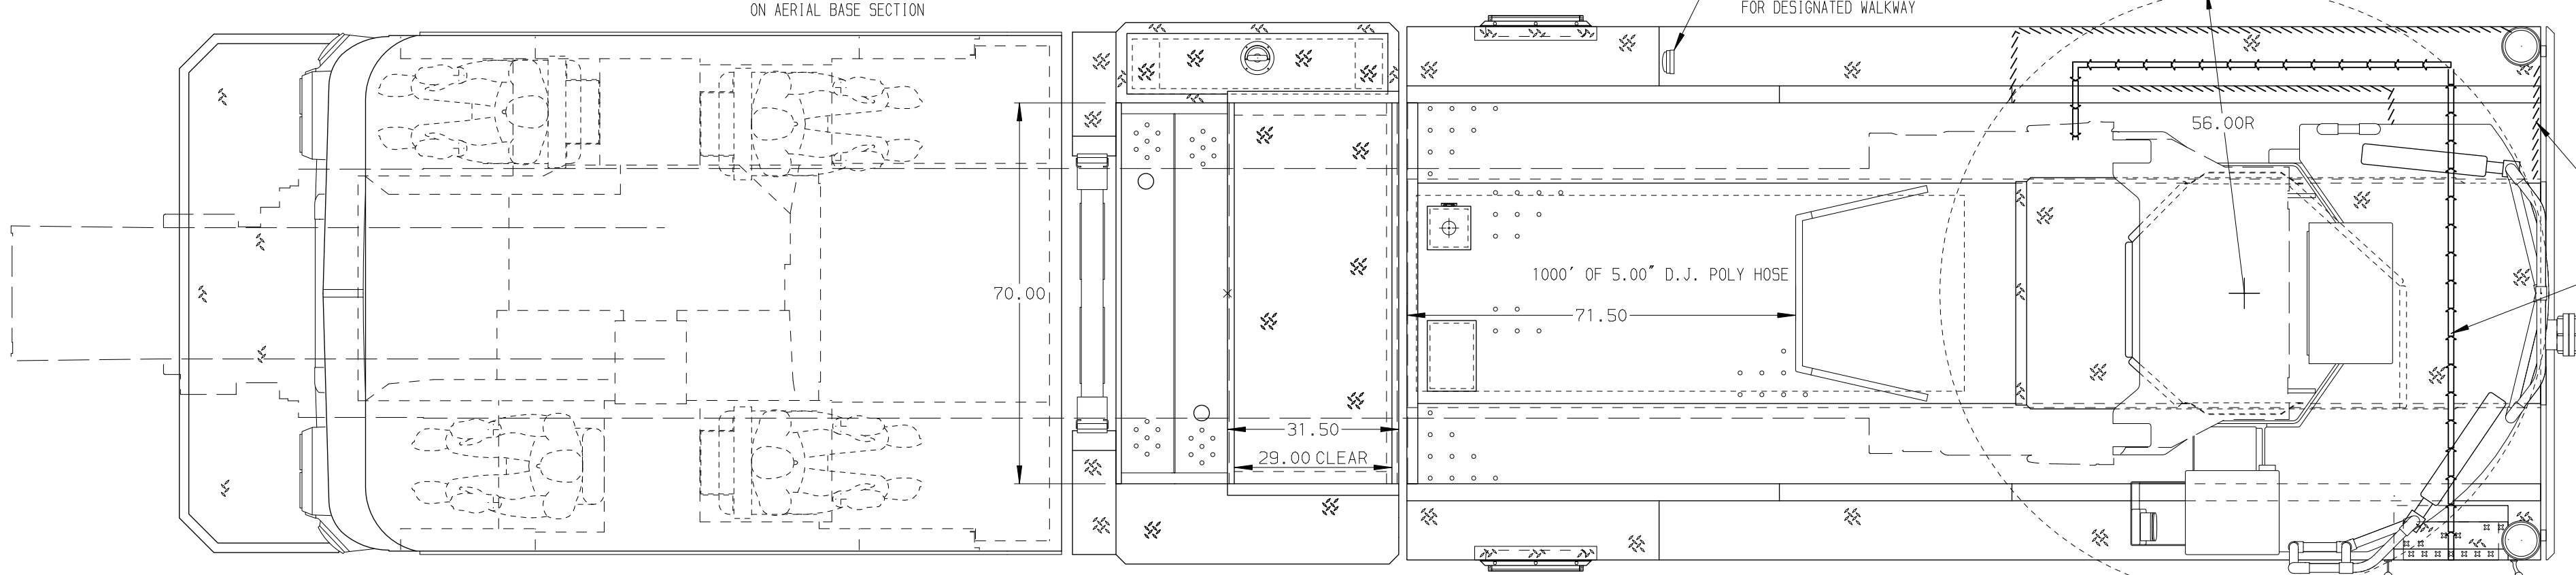 ON AERIAL BASE SECTION
FOR DESIGNATED WALKWAY
56.00R
70.00
1000' OF 5.00" D.J. POLY HOSE
71.50
31.50
29.00 CLEAR